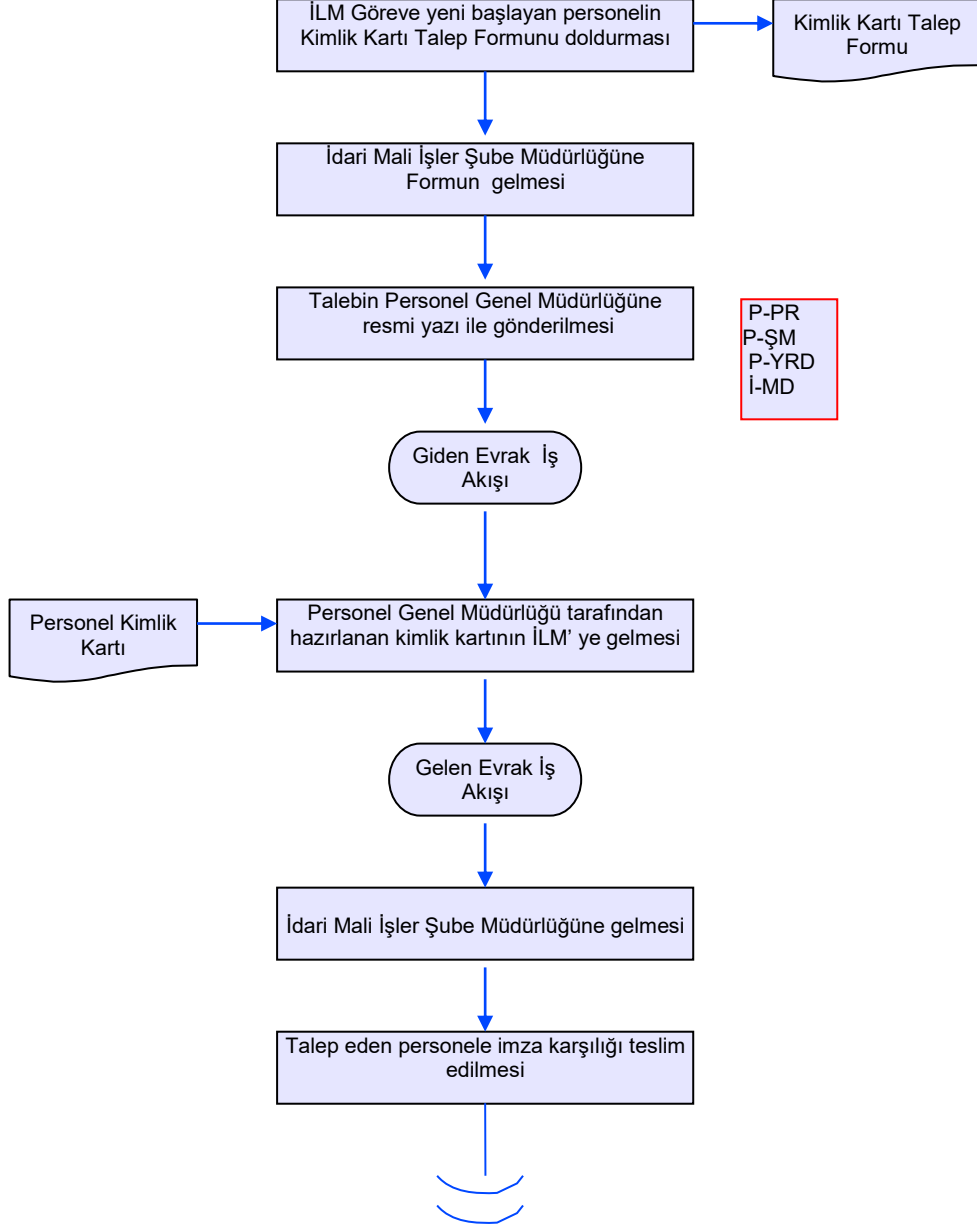 İLM Göreve yeni başlayan personelin
Kimlik Kartı Talep Formunu doldurması
Kimlik Kartı Talep
Formu
İdari Mali İşler Şube Müdürlüğüne
Formun  gelmesi
Talebin Personel Genel Müdürlüğüne
resmi yazı ile gönderilmesi
P-PR
P-ŞM
P-YRD
İ-MD
Giden Evrak  İş
Akışı
Personel Kimlik
Kartı
Personel Genel Müdürlüğü tarafından
hazırlanan kimlik kartının İLM’ ye gelmesi
Gelen Evrak İş
Akışı
İdari Mali İşler Şube Müdürlüğüne gelmesi
Talep eden personele imza karşılığı teslim
edilmesi